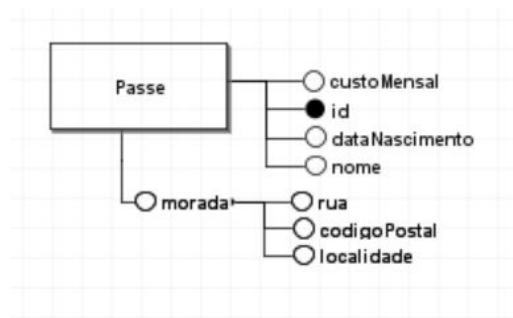 Passe
custoMensal
id
dataNascimento
nome
morada
rua
codigoPostal
localidade